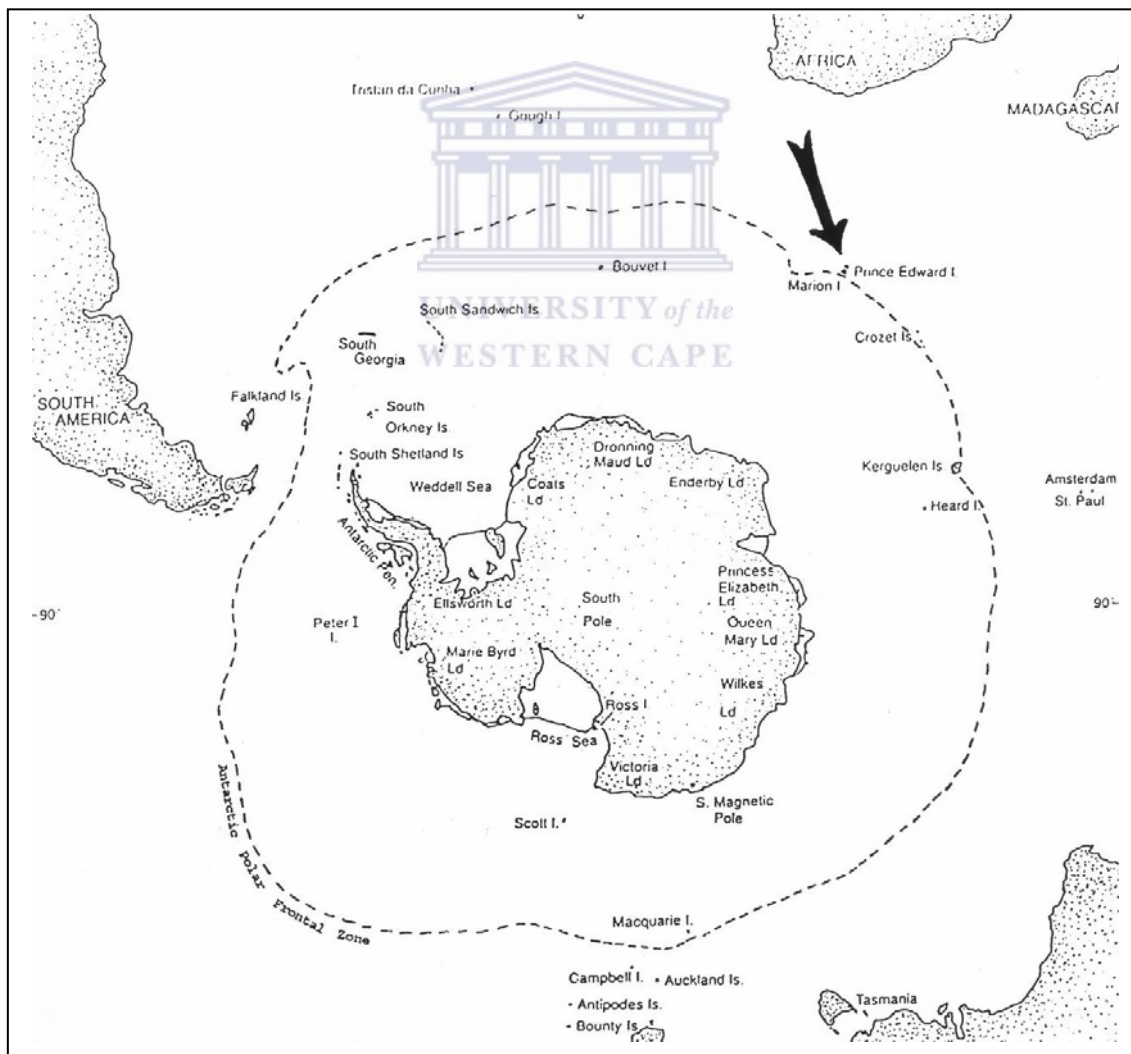 0
AFRICA
Tristan da Cunha
MADAGASCAR
Gough I
Bouvet I
Prince Edward I.
Marion I
UNIVERSITY of the
WESTERN CAPE
South Sandwich Is.
South
Georgia
Crozet Is.
Falkland Is.
SOUTH
AMERICA
South
Orkney Is.
South Shetland Is
Weddell Sea
Coats
Ld
Dronning
Maud Ld
Enderby Ld
Kerguelen Is.
Heard I.
Amsterdam
St. Paul
Antarctic Pen.
Princess
Elizabeth
Ld
Queen
Mary Ld
-90°
90°
Ellsworth Ld
South
Pole
Peter I
I.
Marie Byrd
Ld
Wilkes
Ld
Ross I
Ross Sea
Victoria
Ld
S. Magnetic
Pole
Scott I.
Antarctic Polar Frontal Zone
Macquarie I.
Campbell I.
Auckland Is.
Antipodes Is.
Bounty Is
Tasmania